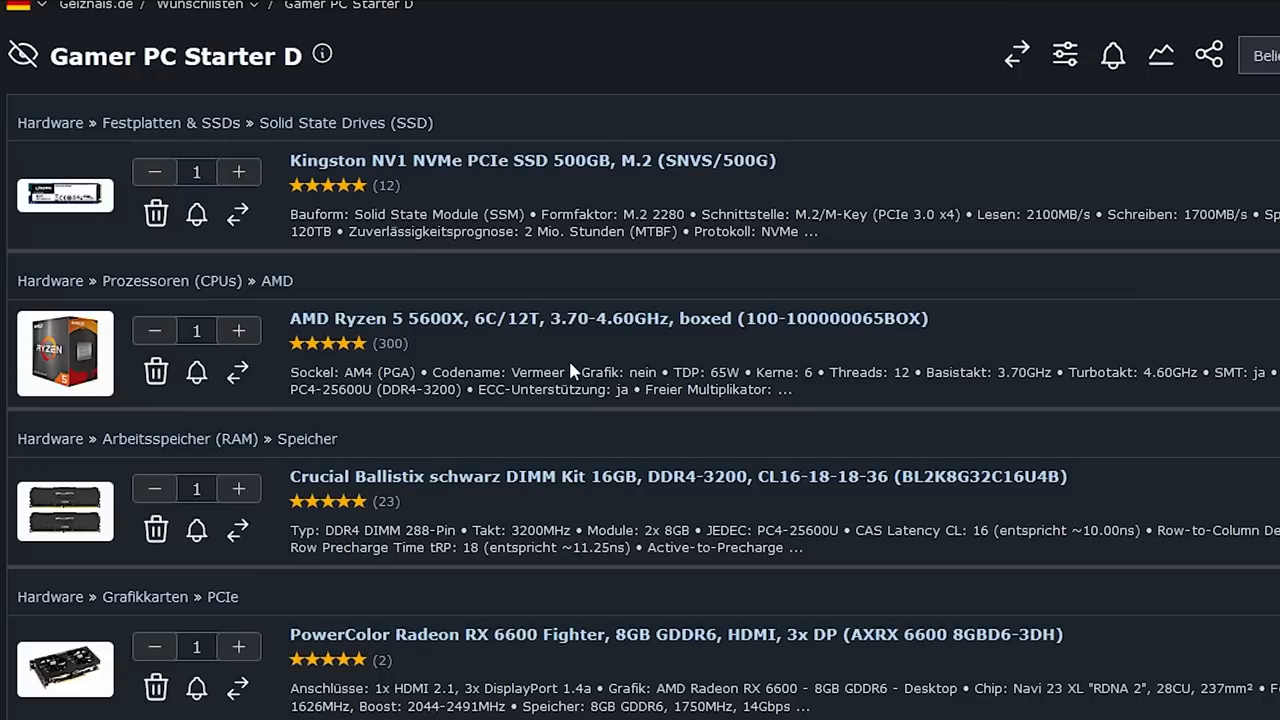 Geizhals.de / Wunschlisten / Gamer PC Starter D
Gamer PC Starter D
Hardware » Festplatten & SSDs » Solid State Drives (SSD)
Kingston NV1 NVMe PCIe SSD 500GB, M.2 (SNVS/500G)
1
(12)
Bauform: Solid State Module (SSM) • Formfaktor: M.2 2280 • Schnittstelle: M.2/M-Key (PCIe 3.0 x4) • Lesen: 2100MB/s • Schreiben: 1700MB/s • Sp
120TB • Zuverlässigkeitsprognose: 2 Mio. Stunden (MTBF) • Protokoll: NVMe ...
Hardware » Prozessoren (CPUs) » AMD
AMD Ryzen 5 5600X, 6C/12T, 3.70-4.60GHz, boxed (100-100000065BOX)
RYZEN
5
1
(300)
Sockel: AM4 (PGA) • Codename: Vermeer Grafik: nein • TDP: 65W • Kerne: 6 • Threads: 12 • Basistakt: 3.70GHz • Turbotakt: 4.60GHz • SMT: ja •
PC4-25600U (DDR4-3200) • ECC-Unterstützung: ja • Freier Multiplikator: ...
Hardware » Arbeitsspeicher (RAM) » Speicher
Crucial Ballistix schwarz DIMM Kit 16GB, DDR4-3200, CL16-18-18-36 (BL2K8G32C16U4B)
1
(23)
Typ: DDR4 DIMM 288-Pin • Takt: 3200MHz • Module: 2x 8GB • JEDEC: PC4-25600U • CAS Latency CL: 16 (entspricht ~10.00ns) • Row-to-Column De
Row Precharge Time tRP: 18 (entspricht ~11.25ns) • Active-to-Precharge ...
Hardware » Grafikkarten » PCIe
PowerColor Radeon RX 6600 Fighter, 8GB GDDR6, HDMI, 3x DP (AXRX 6600 8GBD6-3DH)
1
(2)
Anschlüsse: 1x HDMI 2.1, 3x DisplayPort 1.4a • Grafik: AMD Radeon RX 6600 - 8GB GDDR6 - Desktop • Chip: Navi 23 XL "RDNA 2", 28CU, 237mm² • F
1626MHz, Boost: 2044-2491MHz • Speicher: 8GB GDDR6, 1750MHz, 14Gbps ...
Belie